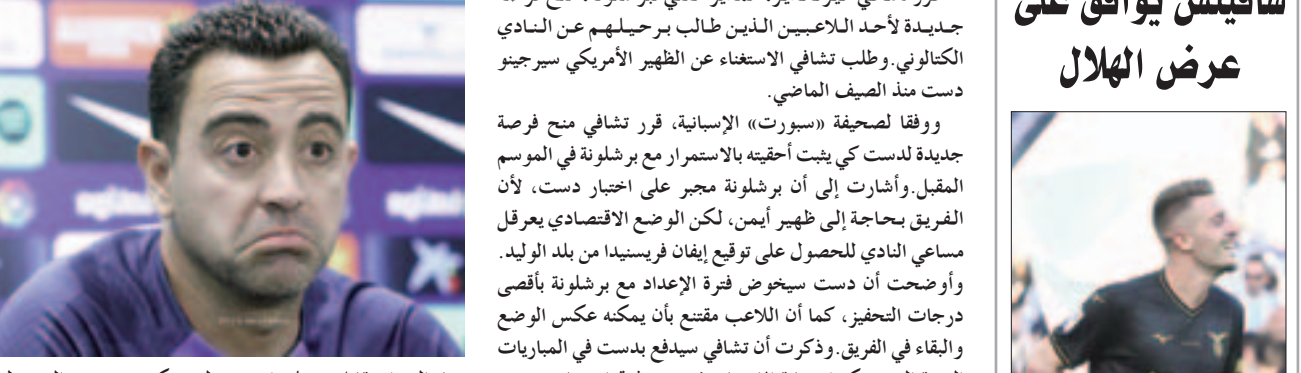 يوافق على
عرض الهلال
جديدة لأحد اللاعبين الذين طالب برحيلهم عن النادي
الكتالوني.وطلب تشافي الاستغناء عن الظهير الأمريكي سيرجينو
دست منذ الصيف الماضي.
ووفقا لصحيفة «سبورت» الإسبانية، قرر تشافي منح فرصة
جديدة لدست كي يثبت أحقيته بالاستمرار مع برشلونة في الموسم
المقبل.وأشارت إلى أن برشلونة مجبر على اختبار دست، لأن
الفريق بحاجة إلى ظهير أيمن، لكن الوضع الاقتصادي يعرقل
مساعي النادي للحصول على توقيع إيفان فريسنيدا من بلد الوليد.
وأوضحت أن دست سيخوض فترة الإعداد مع برشلونة بأقصى
درجات التحفيز، كما أن اللاعب مقتنع بأن يمكنه عكس الوضع
والبقاء في الفريق.وذكرت أن تشافي سيدفع بدست في المباريات